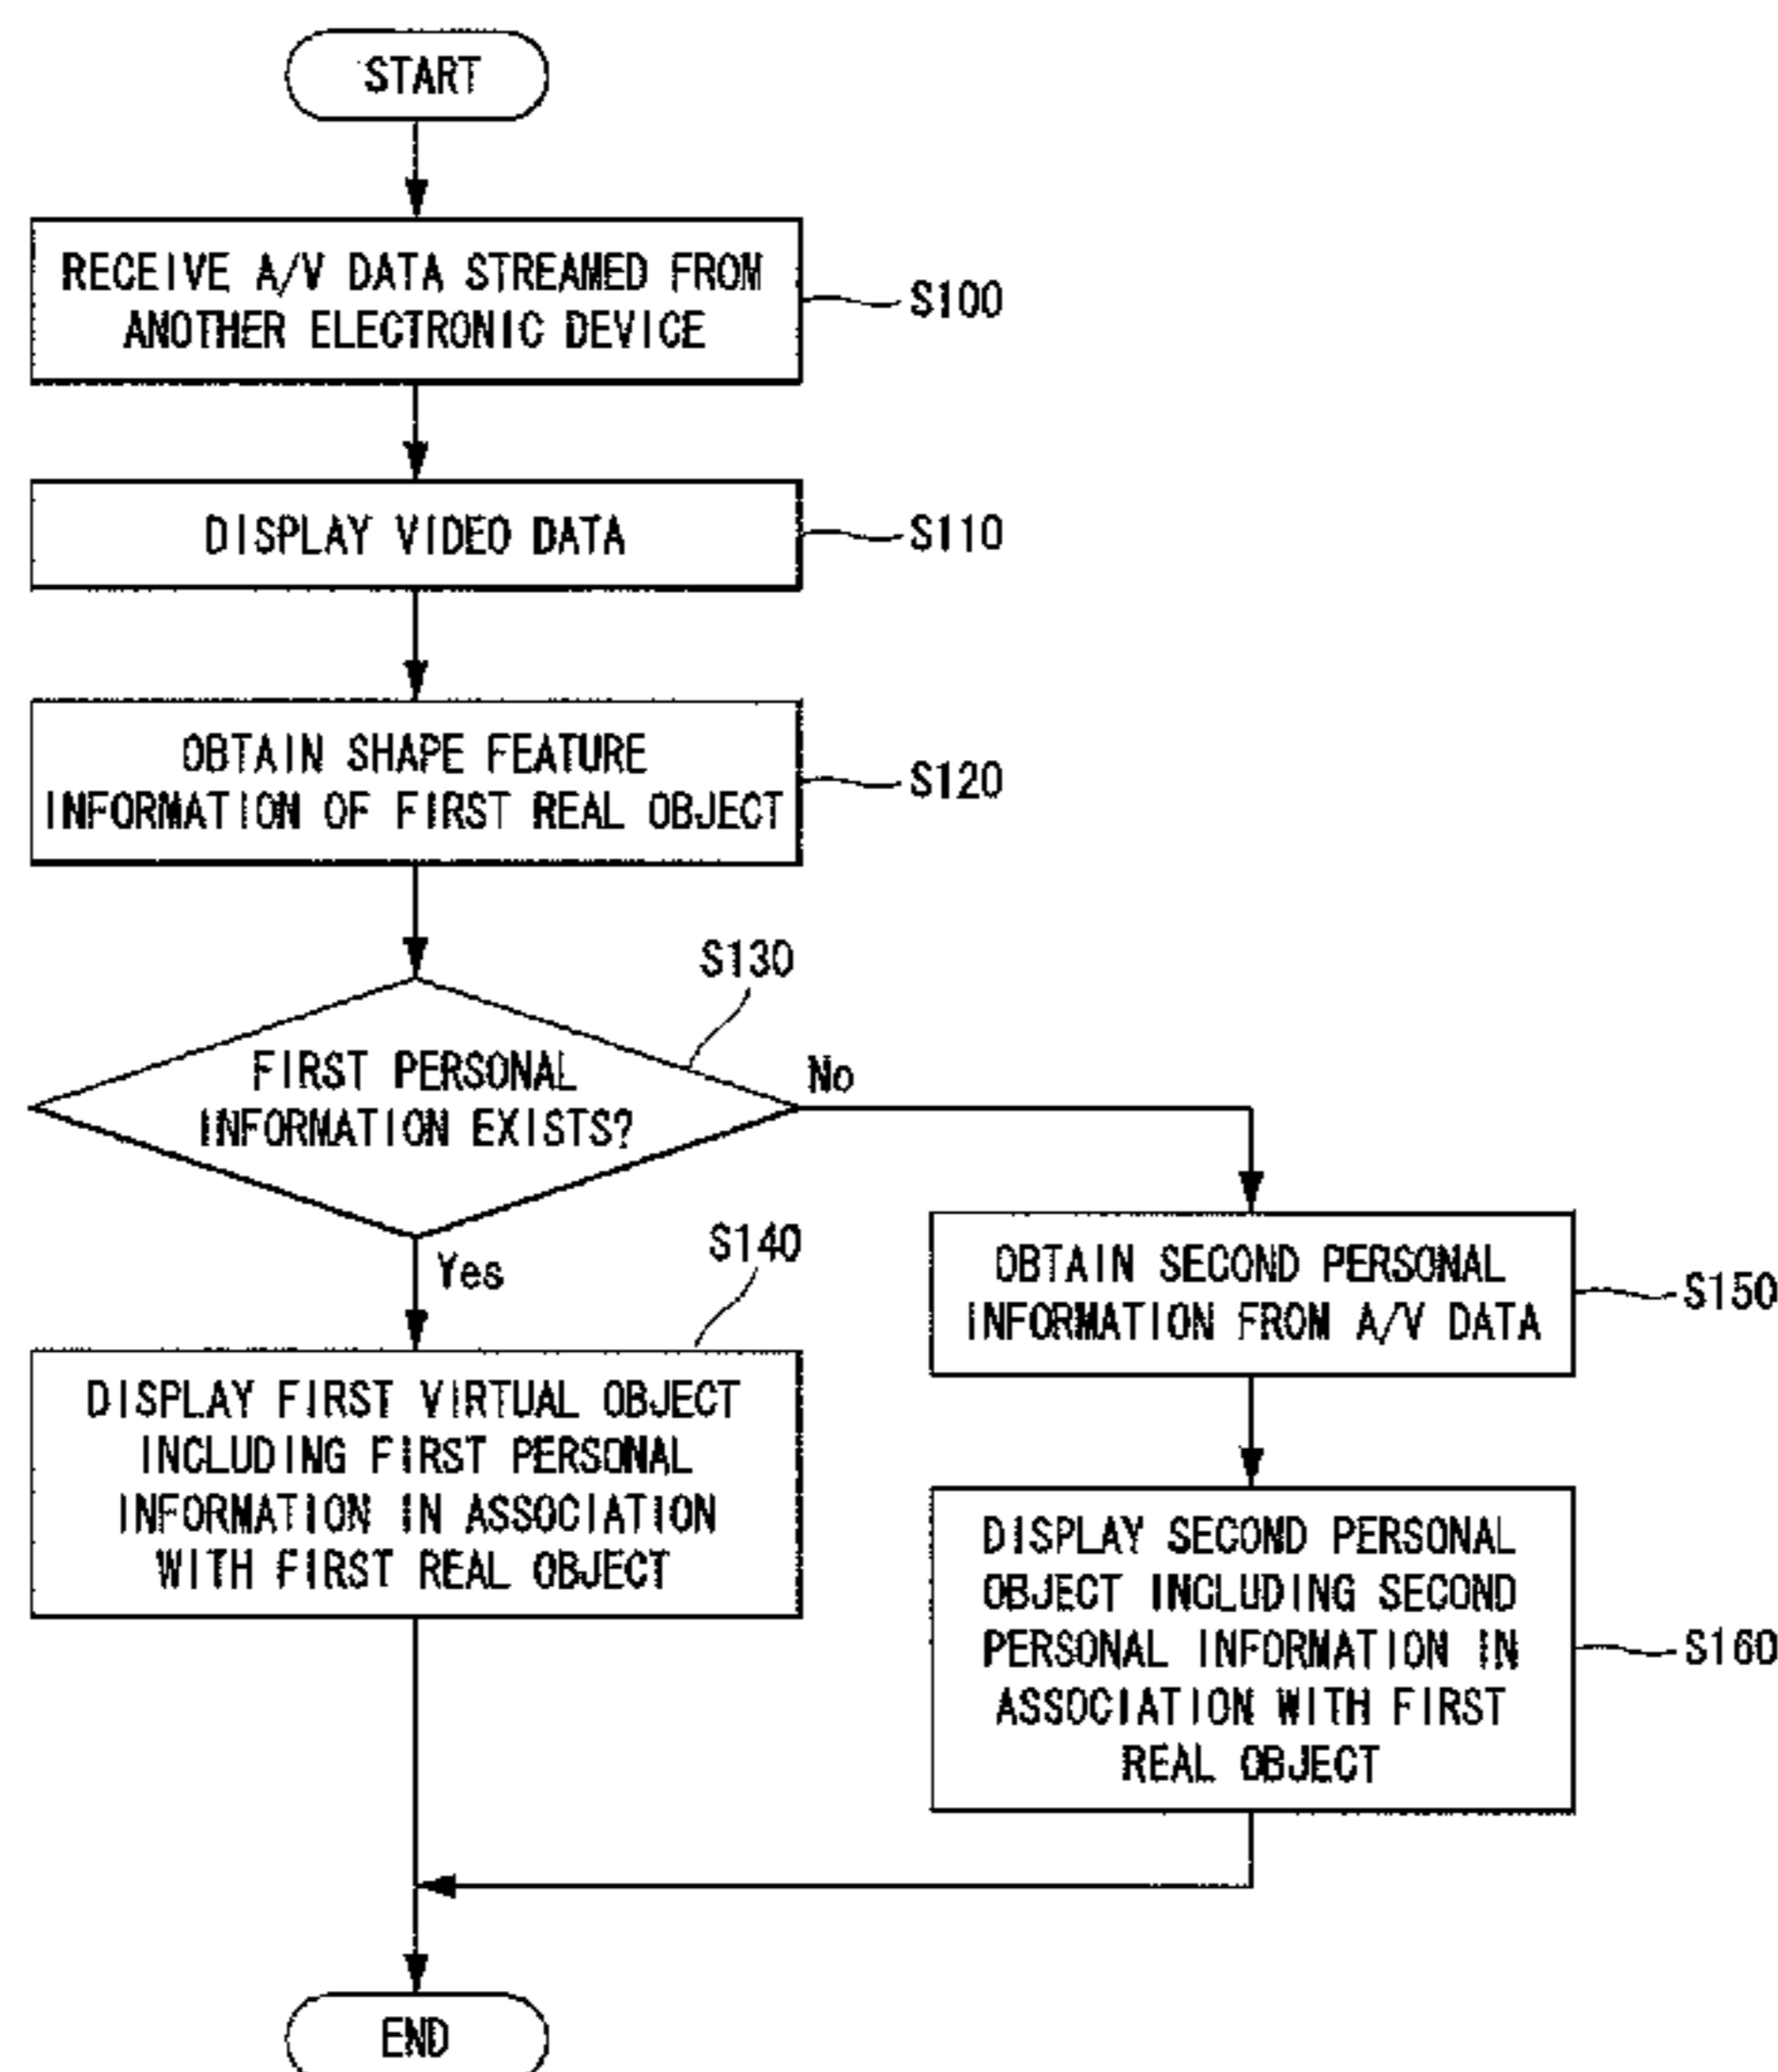 START
RECEIVE A/V DATA STREAMED FROM
ANOTHER ELECTRONIC DEVICE
S100
DISPLAY VIDEO DATA
S110
OBTAIN SHAPE FEATURE
INFORMATION OF FIRST REAL OBJECT
S120
S130
FIRST PERSONAL
INFORMATION EXISTS?
No
Yes
S140
DISPLAY FIRST VIRTUAL OBJECT
INCLUDING FIRST PERSONAL
INFORMATION IN ASSOCIATION
WITH FIRST REAL OBJECT
OBTAIN SECOND PERSONAL
INFORMATION FROM A/V DATA
S150
DISPLAY SECOND PERSONAL
OBJECT INCLUDING SECOND
PERSONAL INFORMATION IN
ASSOCIATION WITH FIRST
REAL OBJECT
S160
END